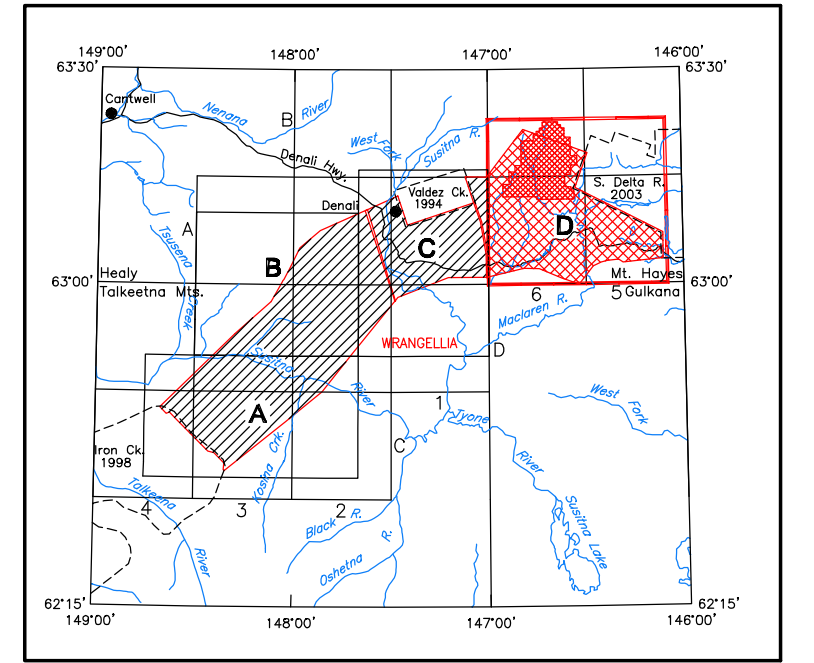 149°00'
148°00'
147°00'
146°00'
63°30'
63°30'
Cantwell
Nenana
River
B
West Fork
Susitna R.
Denali Hwy.
Valdez Ck.
1994
S. Delta R.
2003
Denali
A
B
C
D
Tsusena
Creek
Healy
63°00'
Talkeetna Mts.
Mt. Hayes
63°00'
Gulkana
6
5
Maclaren R.
WRANGELLIA
D
Susitna
River
A
1
Tyone
River
West Fork
C
Iron Ck.
1998
Kosina Crk.
Talkeetna
River
4
3
2
Black R.
Oshetna R.
Susitna Lake
62°15'
62°15'
149°00'
148°00'
147°00'
146°00'